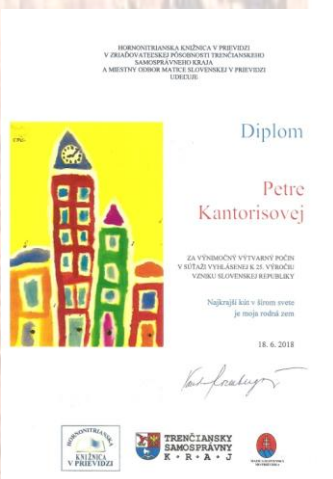 HORNONITRIANSKA KNIŽNICA V PRIEVIDZI
V ZRIAĎOVATEĽSKEJ PÔSOBNOSTI TRENČIANSKEHO
SAMOSPRÁVNEHO KRAJA
A MIESTNY ODBOR MATICE SLOVENSKEJ V PRIEVIDZI
UDEĽUJE
Diplom
Petre
Kantorisovej
ZA VÝNIMOČNÝ VÝTVARNÝ POČIN
V SÚŤAŽI VYHLÁSENEJ K 25. VÝROČIU
VZNIKU SLOVENSKEJ REPUBLIKY
Najkrajší kút v šírom svete
je moja rodná zem
18. 6. 2018
HORNONITRIANSKA
KNIŽNICA
V PRIEVIDZI
TRENČIANSKY
SAMOSPRÁVNY
KRAJ